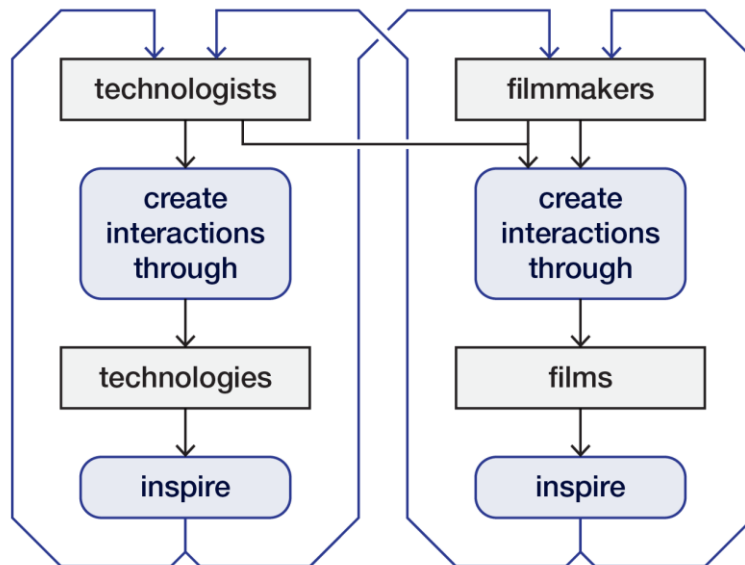 technologists
filmmakers
create
interactions
through
create
interactions
through
technologies
films
inspire
inspire